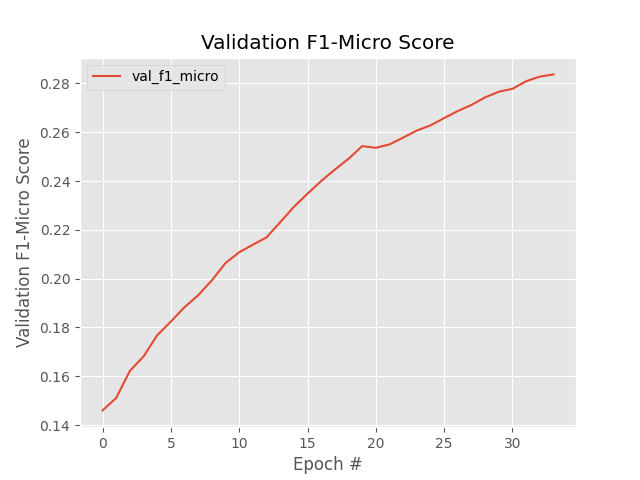 Validation F1-Micro Score
val_f1_micro
Validation F1-Micro Score
0.28
0.26
0.24
0.22
0.20
0.18
0.16
0.14
0 5 10 15 20 25 30
Epoch #